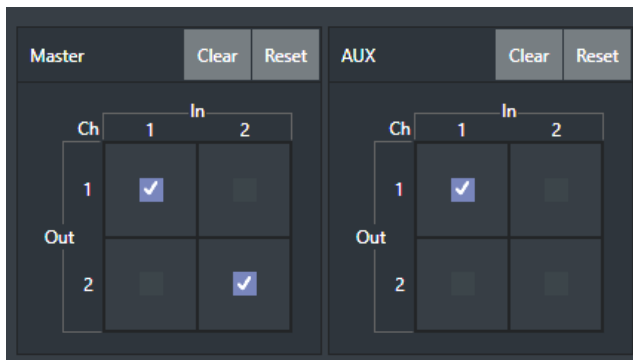 Master Clear Reset AUX Clear Reset
In In
Ch 1 2 Ch 1 2
1 1
Out Out
2 2